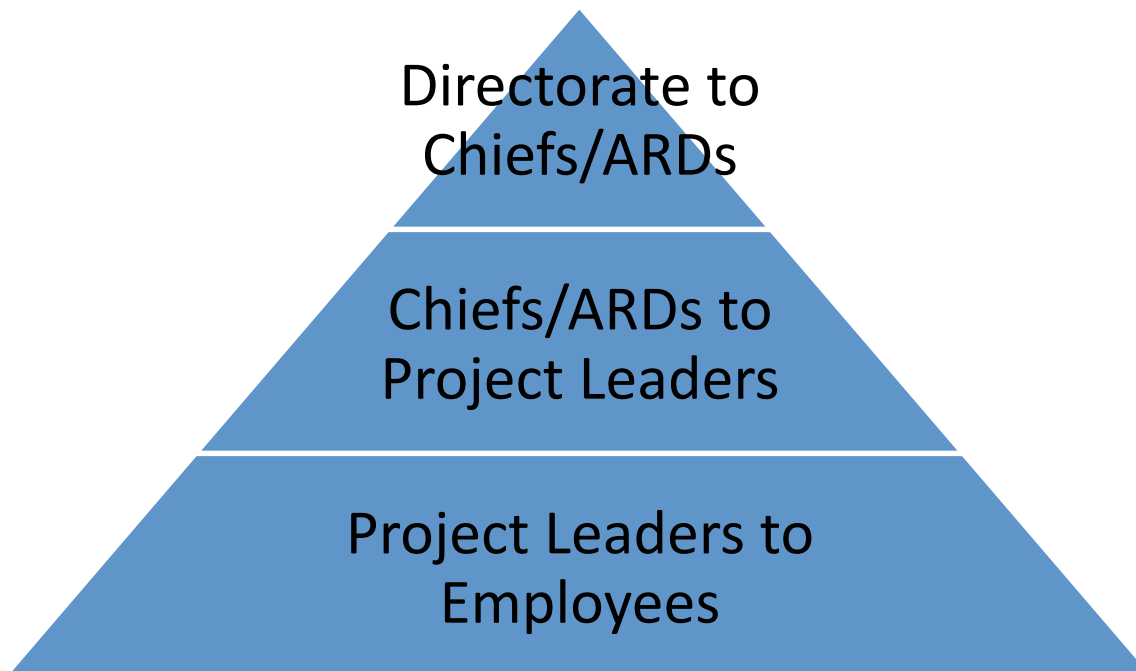 Directorate to
Chiefs/ARDs
Chiefs/ARDs to
Project Leaders
Project Leaders to
Employees